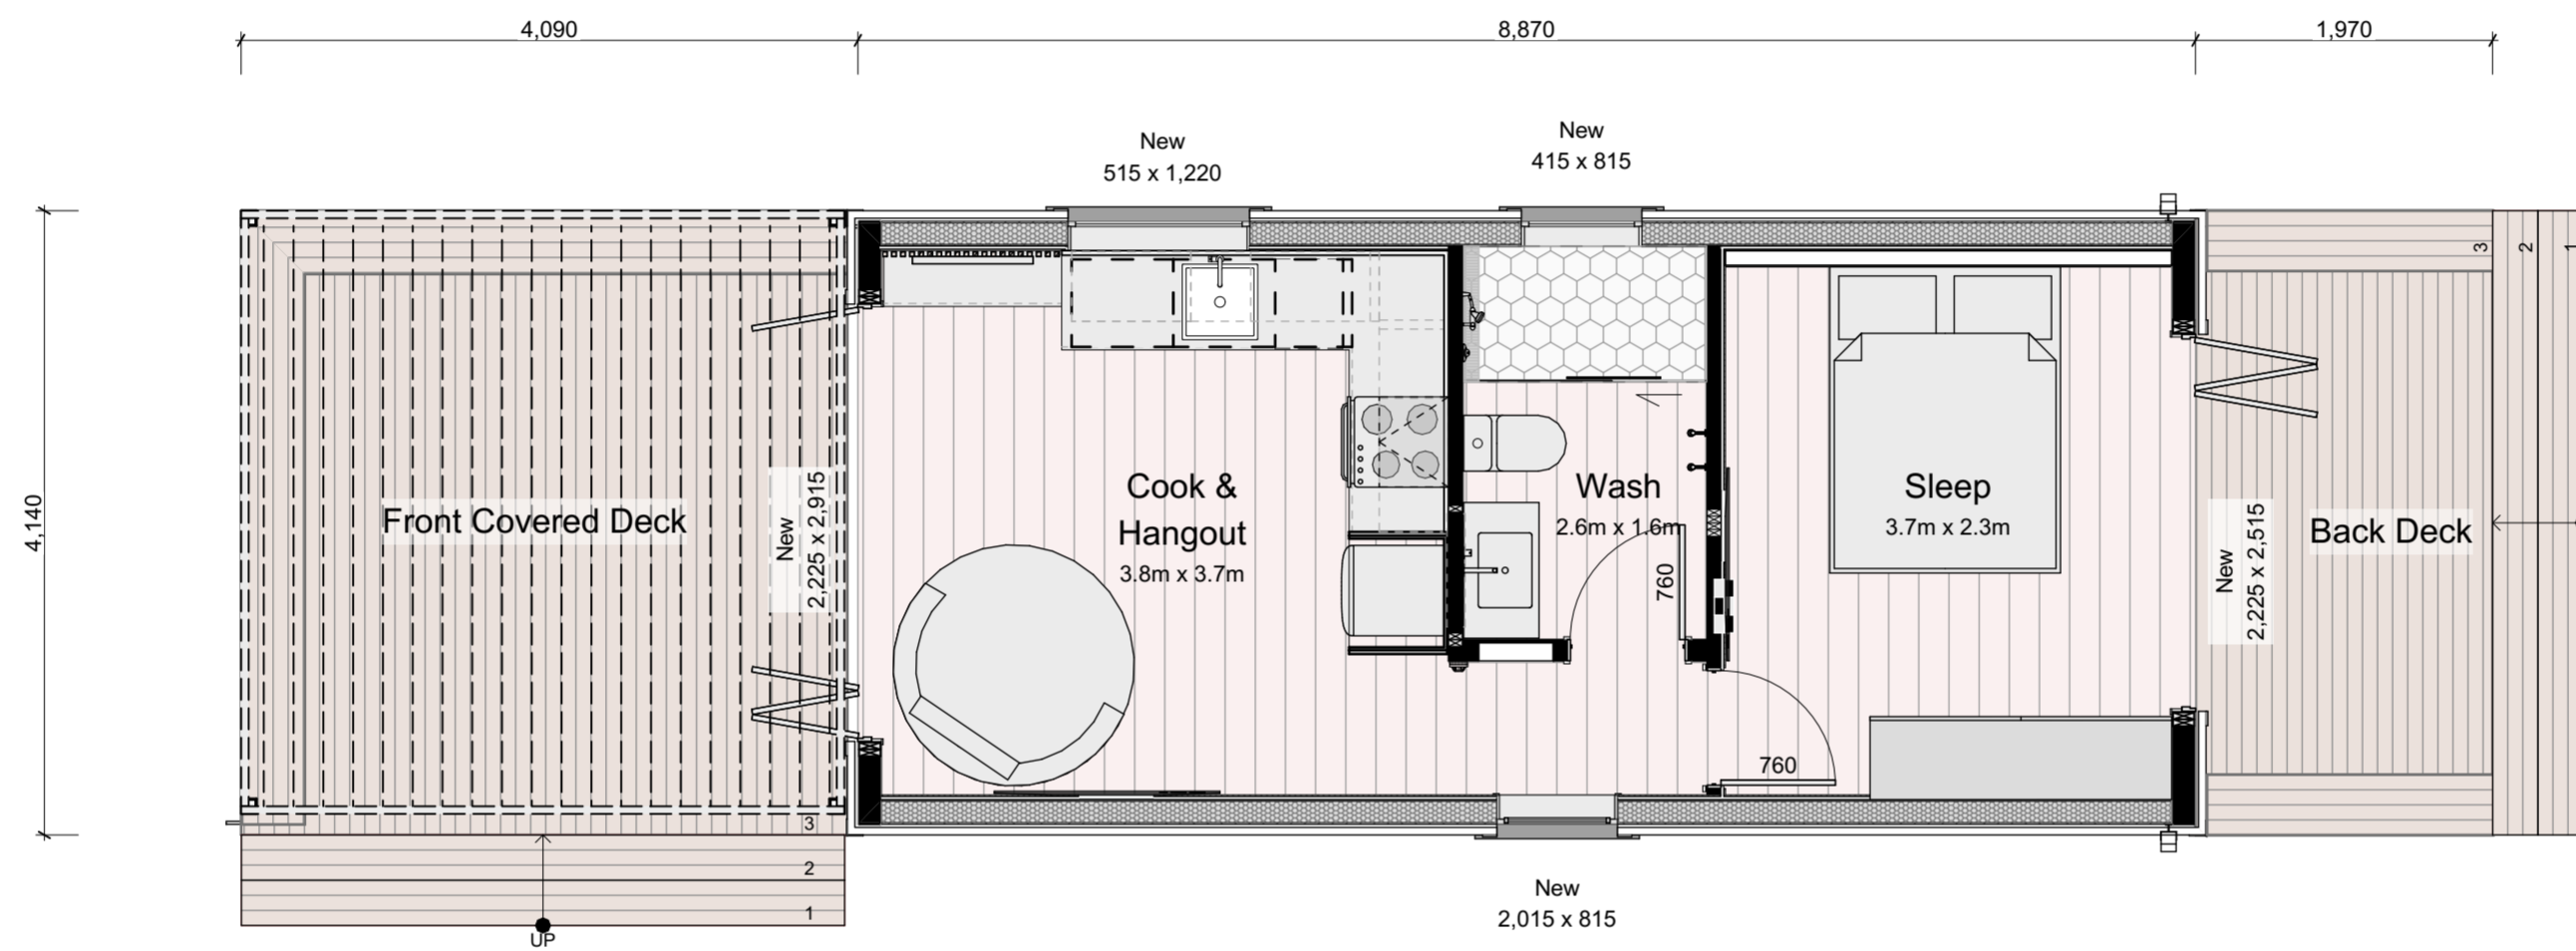 4,090
8,870
1,970
New
515 x 1,220
New
415 x 815
4,140
Front Covered Deck
New
2,225 x 2,915
Cook &
Hangout
3.8m x 3.7m
Wash
2.6m x 1.6m
760
Sleep
3.7m x 2.3m
760
New
2,225 x 2,515
Back Deck
3
2
1
3
2
1
UP
New
2,015 x 815